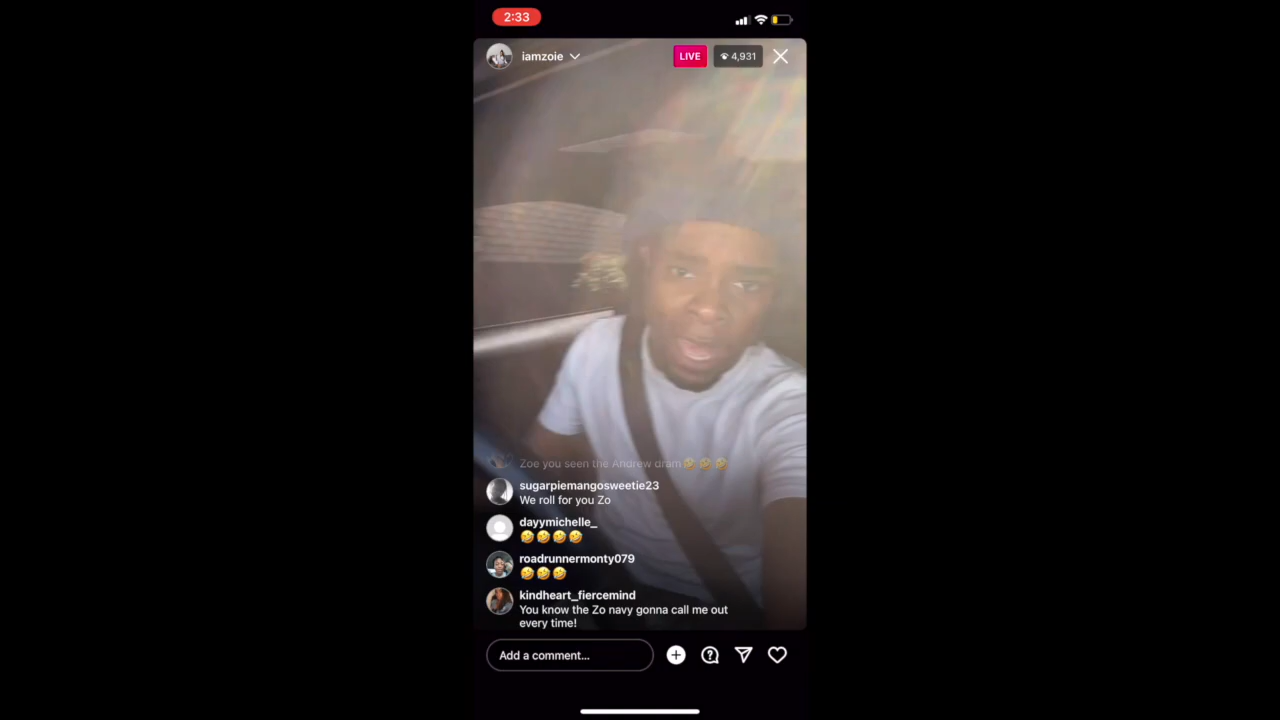 2:33
iamzoie
LIVE
4,931
Zoe you seen the Andrew dram🤣🤣🤣
sugarpiemangosweetie23
We roll for you Zo
dayymichelle_
🤣🤣🤣🤣
roadrunnermonty079
🤣🤣🤣
kindheart_fiercemind
You know the Zo navy gonna call me out
every time!
Add a comment...